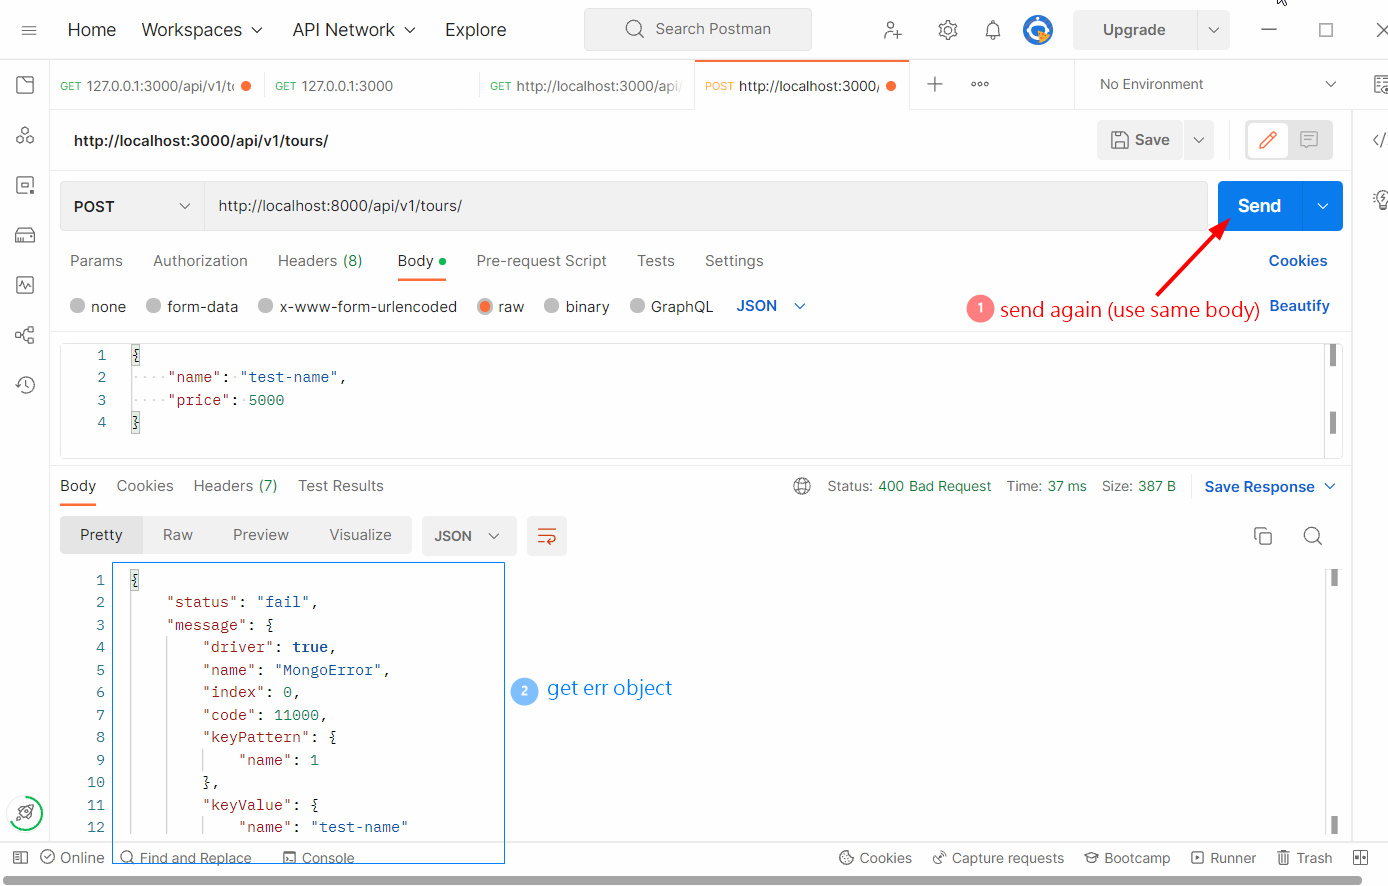 Home Workspaces API Network Explore Search Postman Upgrade
GET 127.0.0.1:3000/api/v1/t GET 127.0.0.1:3000 GET http://localhost:3000/api/ POST http://localhost:3000/ No Environment
http://localhost:3000/api/v1/tours/ Save
POST http://localhost:8000/api/v1/tours/ Send
Params Authorization Headers (8) Body Pre-request Script Tests Settings Cookies
none form-data x-www-form-urlencoded raw binary GraphQL JSON 1 send again (use same body) Beautify
1 {
2 "name": "test-name",
3 "price": 5000
4 }
Body Cookies Headers (7) Test Results Status: 400 Bad Request Time: 37 ms Size: 387 B Save Response
Pretty Raw Preview Visualize JSON
1 {
2 "status": "fail",
3 "message": {
4 "driver": true,
5 "name": "MongoError",
6 "index": 0,
2 get err object
7 "code": 11000,
8 "keyPattern": {
9 "name": 1
10 },
11 "keyValue": {
12 "name": "test-name"
Online Find and Replace Console Cookies Capture requests Bootcamp Runner Trash